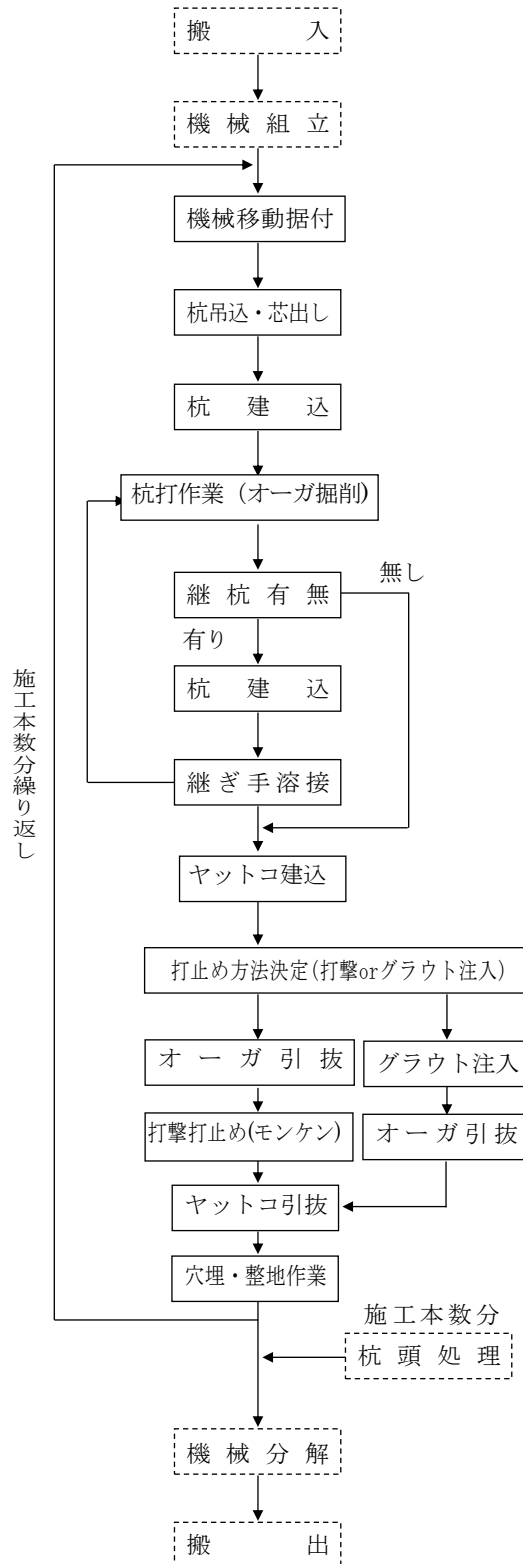 搬入
機械組立
機械移動据付
杭吊込・芯出し
杭建込
杭打作業(オーガ掘削)
継杭有無
無し
有り
杭建込
施工本数分繰り返し
継ぎ手溶接
ヤットコ建込
打止め方法決定(打撃orグラウト注入)
オーガ引抜
グラウト注入
打撃打止め(モンケン)
オーガ引抜
ヤットコ引抜
穴埋・整地作業
施工本数分
杭頭処理
機械分解
搬出